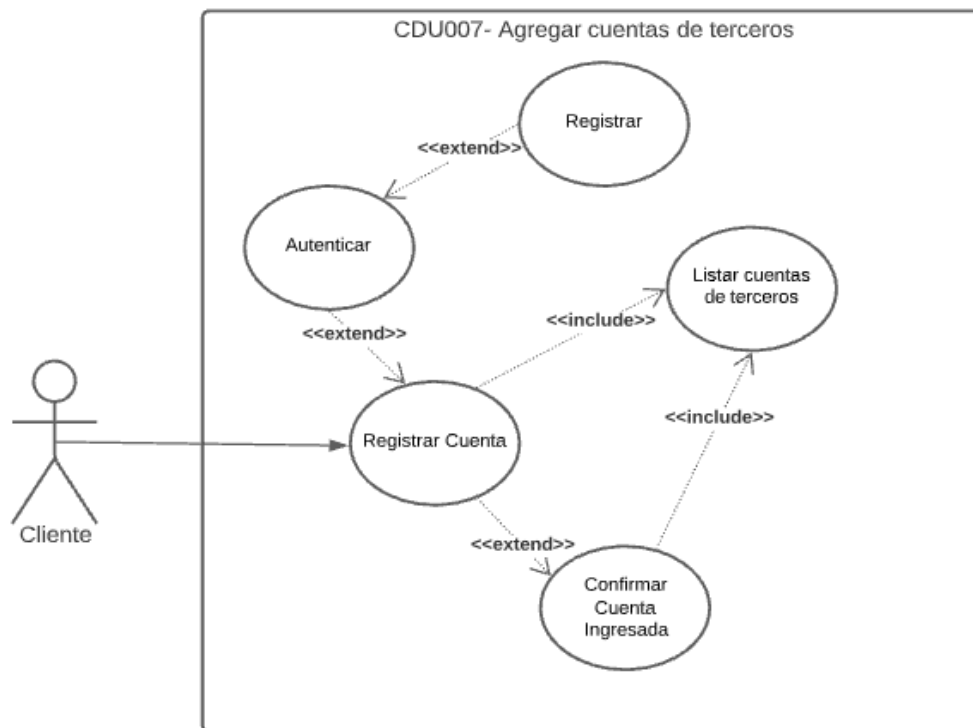 CDU007- Agregar cuentas de terceros
Registrar
<<extend>>
Autenticar
Listar cuentas
de terceros
<<extend>>
<<include>>
<<include>>
Registrar Cuenta
Cliente
<<extend>>
Confirmar
Cuenta
Ingresada